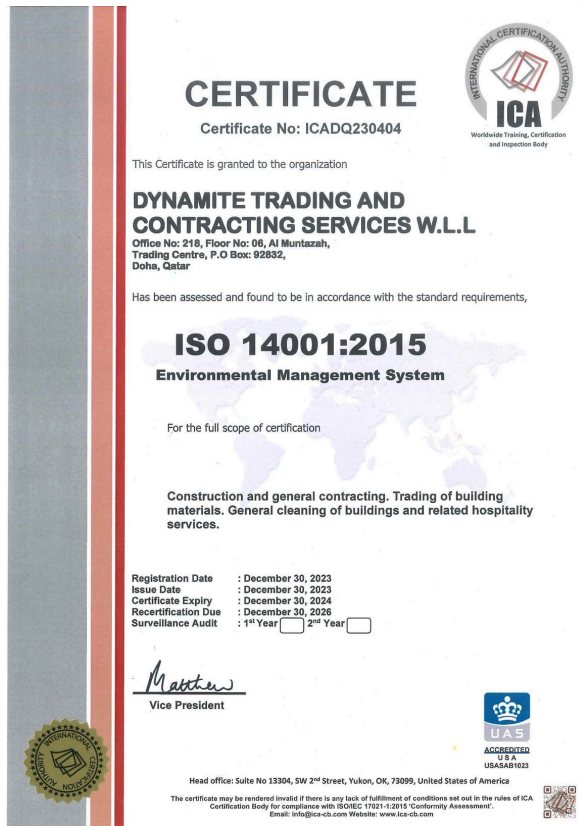 INTERNATIONAL CERTIFICATION AUTHORITY
ICA
Worldwide Training, Certification
and Inspection Body
CERTIFICATE
Certificate No: ICADQ230404
This Certificate is granted to the organization
DYNAMITE TRADING AND
CONTRACTING SERVICES W.L.L
Office No: 218, Floor No: 06, Al Muntazah,
Trading Centre, P.O Box: 92832,
Doha, Qatar
Has been assessed and found to be in accordance with the standard requirements,
ISO 14001:2015
Environmental Management System
For the full scope of certification
Construction and general contracting. Trading of building
materials. General cleaning of buildings and related hospitality
services.
Registration Date : December 30, 2023
Issue Date : December 30, 2023
Certificate Expiry : December 30, 2024
Recertification Due : December 30, 2026
Surveillance Audit : 1st Year 2nd Year
Matthew
Vice President
INTERNATIONAL CERTIFICATION AUTHORITY
UAS
ACCREDITED
USA
USASAB1023
Head office: Suite No 13304, SW 2nd Street, Yukon, OK, 73099, United States of America
The certificate may be rendered invalid if there is any lack of fulfillment of conditions set out in the rules of ICA
Certification Body for compliance with ISO/IEC 17021-1:2015 'Conformity Assessment'.
Email: info@ica-cb.com Website: www.ica-cb.com